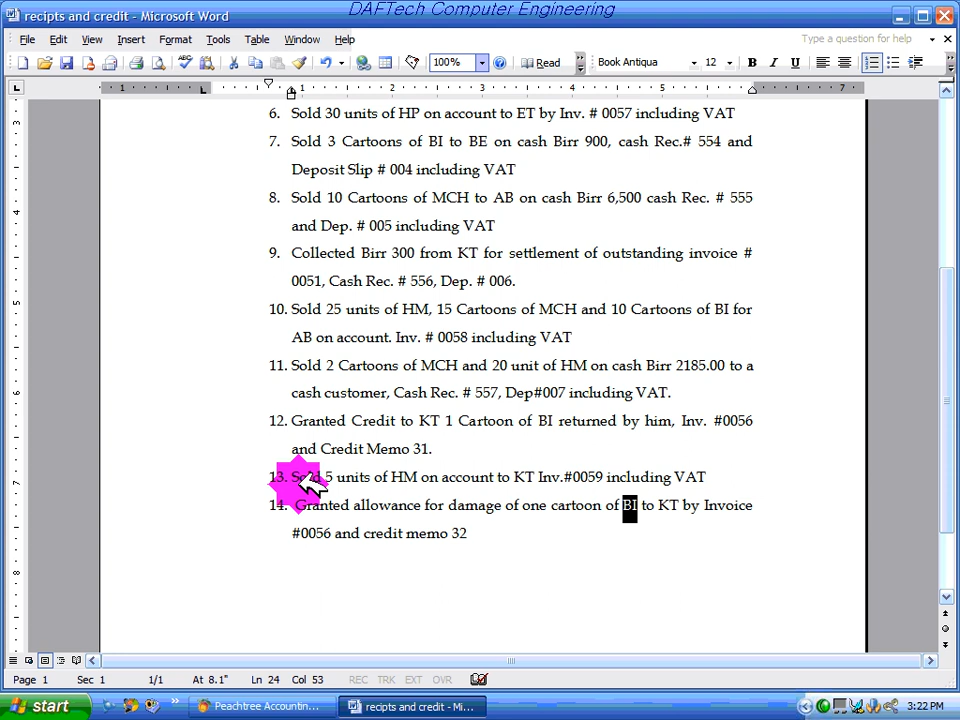 DAFTech Computer Engineering
recipts and credit - Microsoft Word
File Edit View Insert Format Tools Table Window Help
Type a question for help
100% Read Book Antiqua 12 B I U
1 1 2 3 4 5 6 7
6. Sold 30 units of HP on account to ET by Inv. # 0057 including VAT
7. Sold 3 Cartoons of BI to BE on cash Birr 900, cash Rec.# 554 and
Deposit Slip # 004 including VAT
8. Sold 10 Cartoons of MCH to AB on cash Birr 6,500 cash Rec. # 555
and Dep. # 005 including VAT
9. Collected Birr 300 from KT for settlement of outstanding invoice #
0051, Cash Rec. # 556, Dep. # 006.
10. Sold 25 units of HM, 15 Cartoons of MCH and 10 Cartoons of BI for
AB on account. Inv. # 0058 including VAT
11. Sold 2 Cartoons of MCH and 20 unit of HM on cash Birr 2185.00 to a
cash customer, Cash Rec. # 557, Dep#007 including VAT.
12. Granted Credit to KT 1 Cartoon of BI returned by him, Inv. #0056
and Credit Memo 31.
13. Sold 5 units of HM on account to KT Inv.#0059 including VAT
14. Granted allowance for damage of one cartoon of BI to KT by Invoice
#0056 and credit memo 32
Page 1 Sec 1 1/1 At 8.1" Ln 24 Col 53 REC TRK EXT OVR
start Peachtree Accountin... recipts and credit - Mi... 3:22 PM